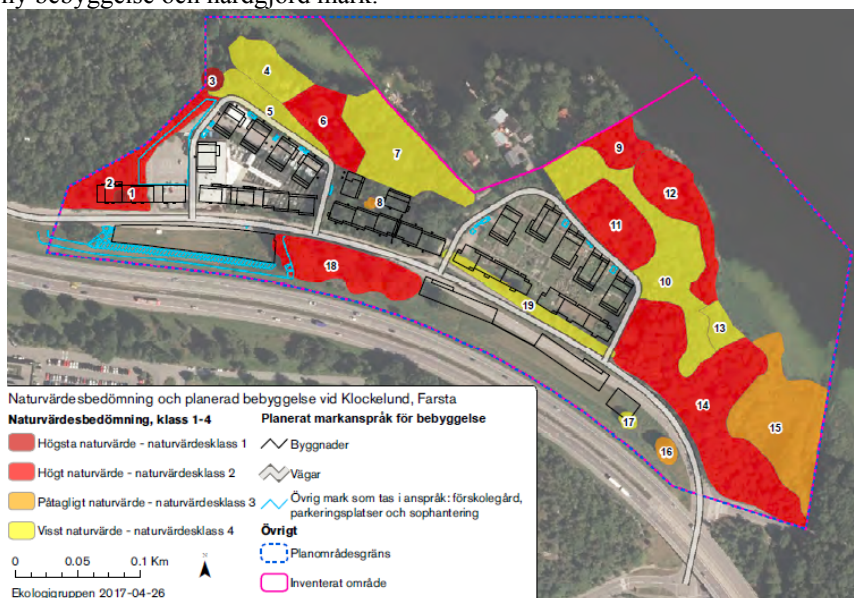 ny bebyggelse och hårdgjord mark.
3
4
5
6
7
2
1
8
9
12
11
10
13
18
19
14
15
17
16
Naturvärdesbedömning och planerad bebyggelse vid Klockelund, Farsta
Naturvärdesbedömning, klass 1-4
Högsta naturvärde - naturvärdesklass 1
Högt naturvärde - naturvärdesklass 2
Påtagligt naturvärde - naturvärdesklass 3
Visst naturvärde - naturvärdesklass 4
0 0.05 0.1 Km
Ekologigruppen 2017-04-26
Planerat markanspråk för bebyggelse
Byggnader
Vägar
Övrig mark som tas i anspråk: förskolegård,
parkeringsplatser och sophantering
Övrigt
Planområdesgräns
Inventerat område